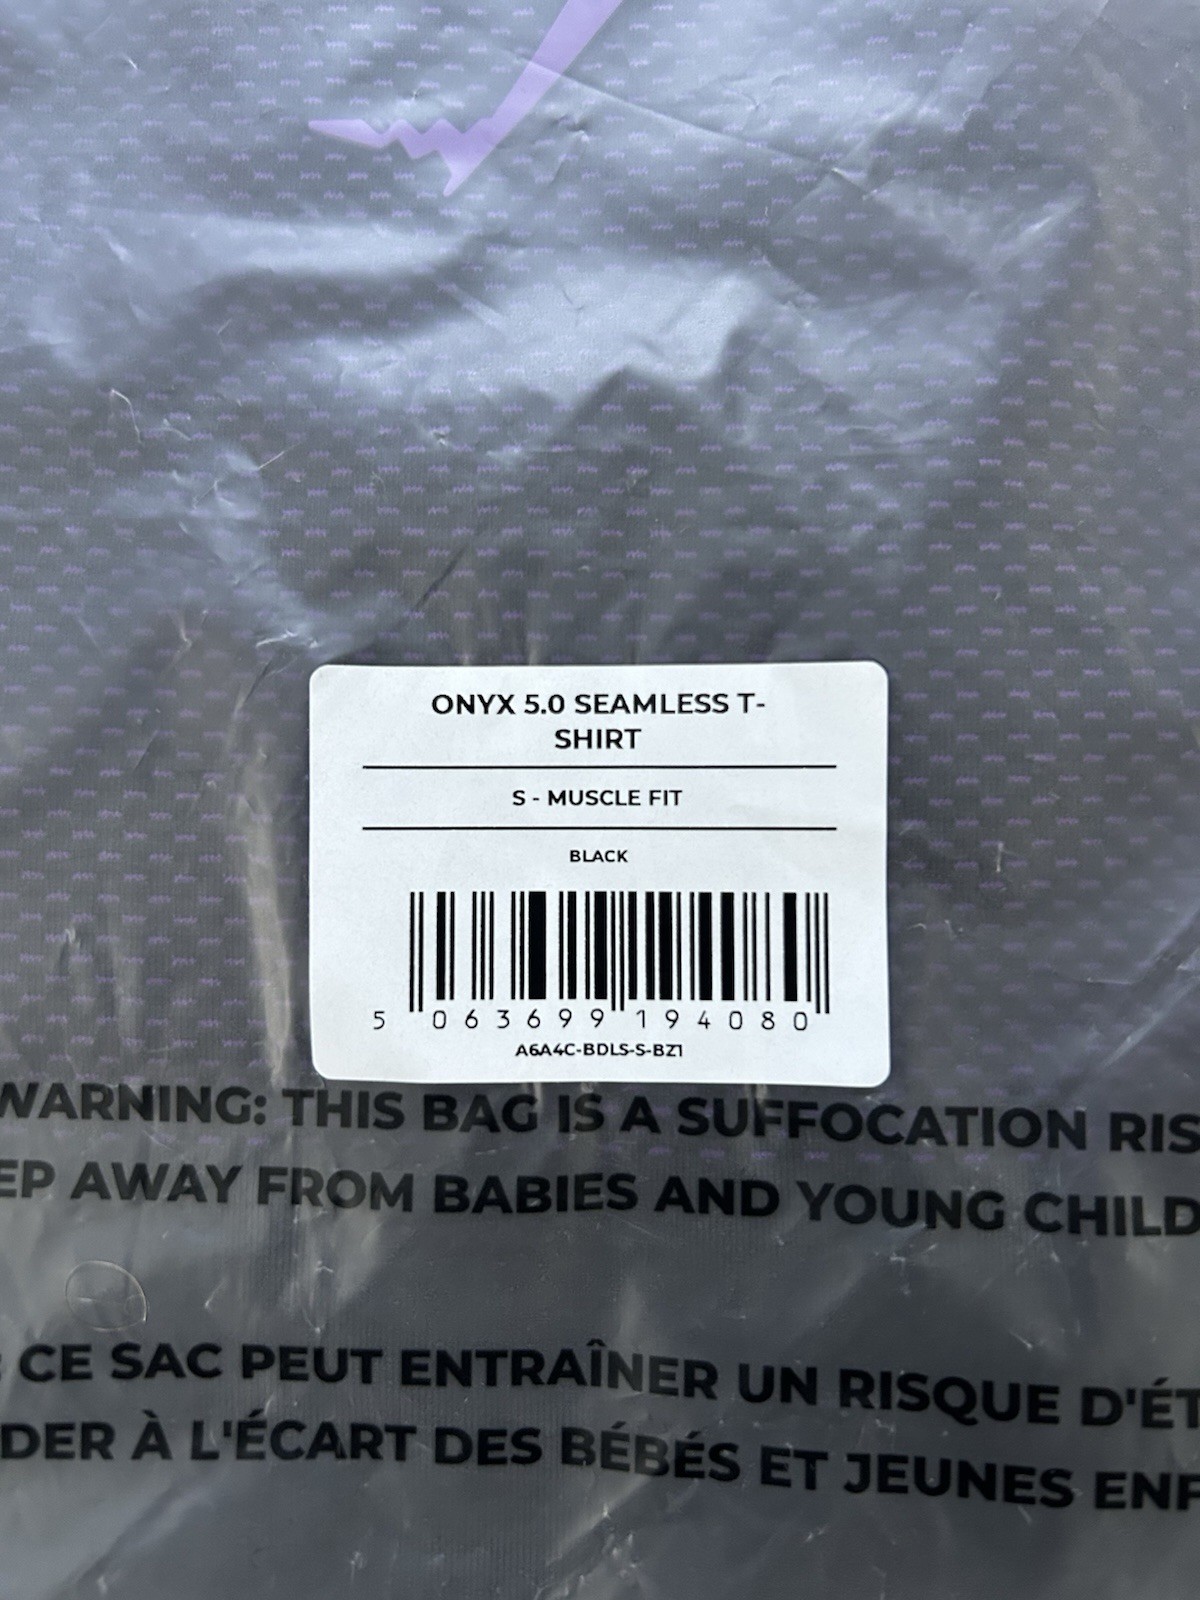 ONYX 5.0 SEAMLESS T-
SHIRT
S - MUSCLE FIT
BLACK
5 063699 194080
A6A4C-BDLS-S-BZ1
WARNING: THIS BAG IS A SUFFOCATION RIS
EP AWAY FROM BABIES AND YOUNG CHILD
: CE SAC PEUT ENTRAÎNER UN RISQUE D'ÉT
DER À L'ÉCART DES BÉBÉS ET JEUNES ENF